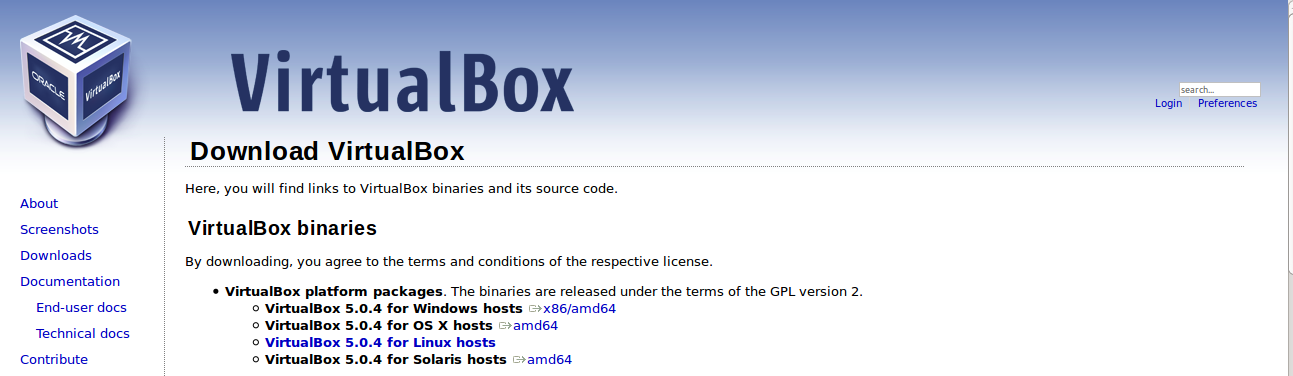 ORACLE
VirtualBox
VirtualBox
search...
Login Preferences
Download VirtualBox
Here, you will find links to VirtualBox binaries and its source code.
About
Screenshots
Downloads
Documentation
End-user docs
Technical docs
Contribute
VirtualBox binaries
By downloading, you agree to the terms and conditions of the respective license.
• VirtualBox platform packages. The binaries are released under the terms of the GPL version 2.
○ VirtualBox 5.0.4 for Windows hosts x86/amd64
○ VirtualBox 5.0.4 for OS X hosts amd64
○ VirtualBox 5.0.4 for Linux hosts
○ VirtualBox 5.0.4 for Solaris hosts amd64